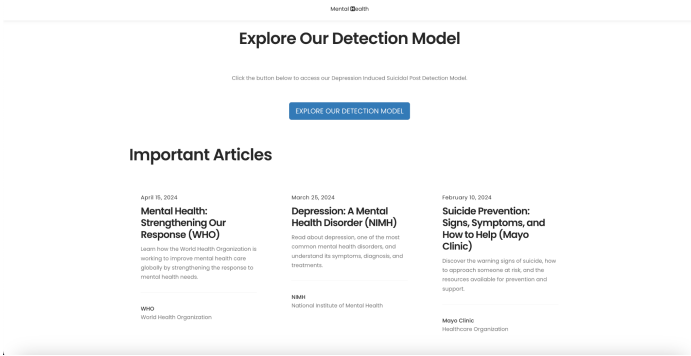 Mental Health
Explore Our Detection Model
Click the button below to access our Depression Induced Suicidal Post Detection Model.
EXPLORE OUR DETECTION MODEL
Important Articles
April 15, 2024
Mental Health:
Strengthening Our
Response (WHO)
Learn how the World Health Organization is
working to improve mental health care
globally by strengthening the response to
mental health needs.
WHO
World Health Organization
March 25, 2024
Depression: A Mental
Health Disorder (NIMH)
Read about depression, one of the most
common mental health disorders, and
understand its symptoms, diagnosis, and
treatments.
NIMH
National Institute of Mental Health
February 10, 2024
Suicide Prevention:
Signs, Symptoms, and
How to Help (Mayo
Clinic)
Discover the warning signs of suicide, how
to approach someone at risk, and the
resources available for prevention and
support.
Mayo Clinic
Healthcare Organization